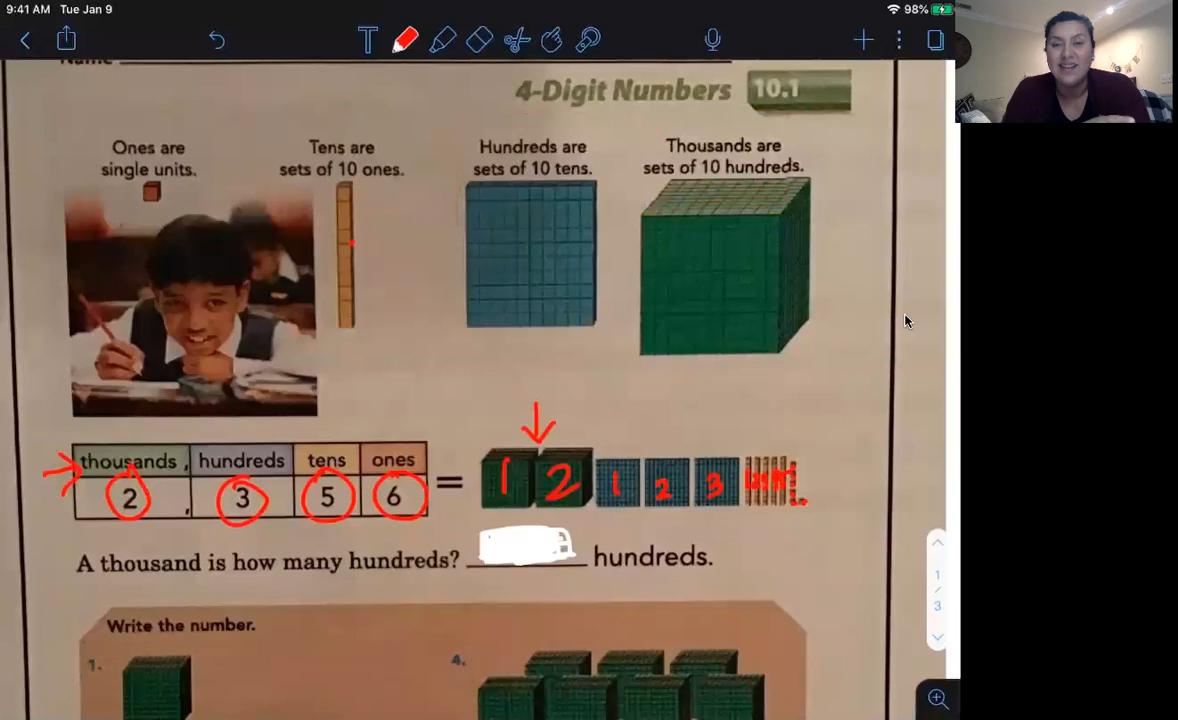 9:41 AM Tue Jan 9
98%
4-Digit Numbers 10.1
Ones are
single units.
Tens are
sets of 10 ones.
Hundreds are
sets of 10 tens.
Thousands are
sets of 10 hundreds.
thousands, hundreds tens ones
2, 3 5 6
=
1 2 1 2 3
A thousand is how many hundreds? ________ hundreds.
1
/
3
Write the number.
1.
4.